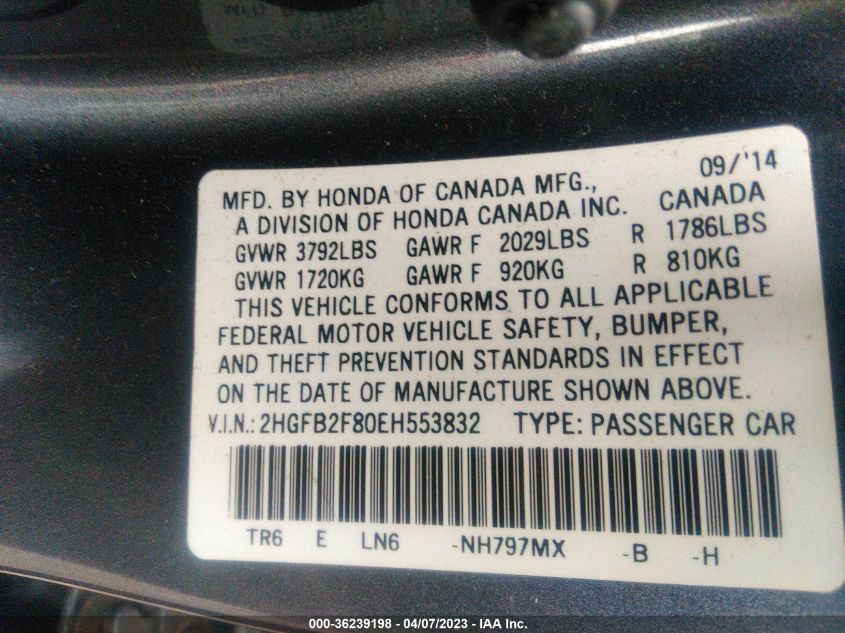 09/'14
MFD. BY HONDA OF CANADA MFG.,
A DIVISION OF HONDA CANADA INC. CANADA
GVWR 3792LBS GAWR F 2029LBS R 1786LBS
GVWR 1720KG GAWR F 920KG R 810KG
THIS VEHICLE CONFORMS TO ALL APPLICABLE
FEDERAL MOTOR VEHICLE SAFETY, BUMPER,
AND THEFT PREVENTION STANDARDS IN EFFECT
ON THE DATE OF MANUFACTURE SHOWN ABOVE.
V.I.N.: 2HGFB2F80EH553832 TYPE: PASSENGER CAR
TR6 E LN6 -NH797MX -B -H
000-36239198 - 04/07/2023 - IAA Inc.